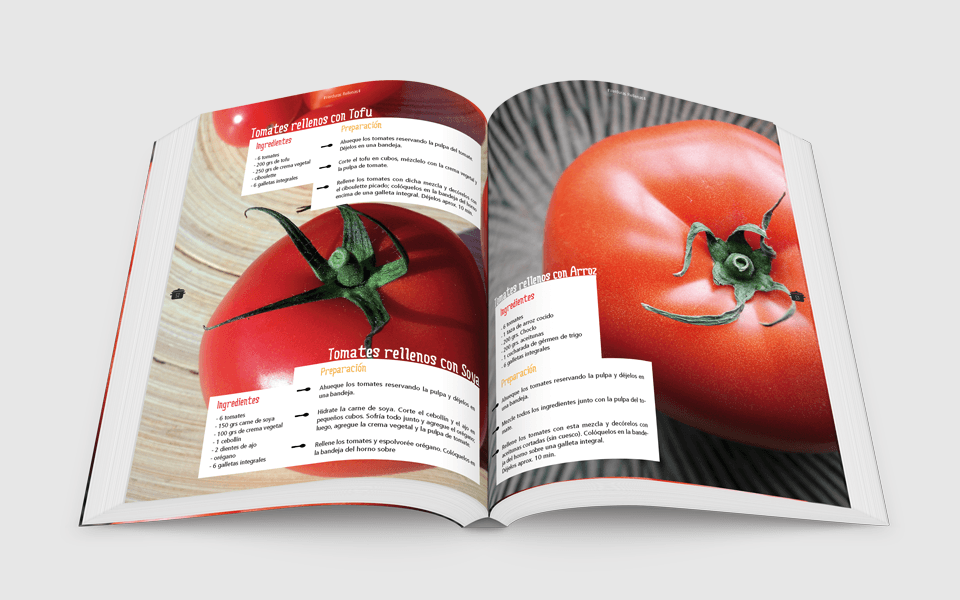 Tomates rellenos con Tofu
Ingredientes
- 6 tomates
- 200 grs de tofu
- 250 grs de crema vegetal
- ciboulette
- 6 galletas integrales
Preparación
Ahueque los tomates reservando la pulpa del tomate.
Déjelos en una bandeja.
Corte el tofu en cubos, mézclelo con la crema vegetal y
la pulpa de tomate.
Rellene los tomates con dicha mezcla y decórelos con
el ciboulette picado; colóquelos en la bandeja del horno
encima de una galleta integral. Déjelos aprox. 10 min.
Tomates rellenos con Soya
Ingredientes
- 6 tomates
- 150 grs carne de soya
- 100 grs de crema vegetal
- 1 cebollín
- 2 dientes de ajo
- orégano
- 6 galletas integrales
Preparación
Ahueque los tomates reservando la pulpa y déjelos en
una bandeja.
Hidrate la carne de soya. Corte el cebollín y el ajo en
pequeños cubos. Sofría todo junto y agregue el orégano;
luego, agregue la crema vegetal y la pulpa de tomate.
Rellene los tomates y espolvorée orégano. Colóquelos en
la bandeja del horno sobre
Tomates rellenos con Arroz
Ingredientes
- 6 tomates
- 1 taza de arroz cocido
- 200 grs. Choclo
- 200 grs. aceitunas
- 1 cucharada de gérmen de trigo
- 6 galletas integrales
Preparación
Ahueque los tomates reservando la pulpa y déjelos en
una bandeja.
Mezcle todos los ingredientes junto con la pulpa del to-
mate.
Rellene los tomates con esta mezcla y decórelos con
aceitunas cortadas (sin cuesco). Colóquelos en la bande-
ja del horno sobre una galleta integral.
Déjelos aprox. 10 min.